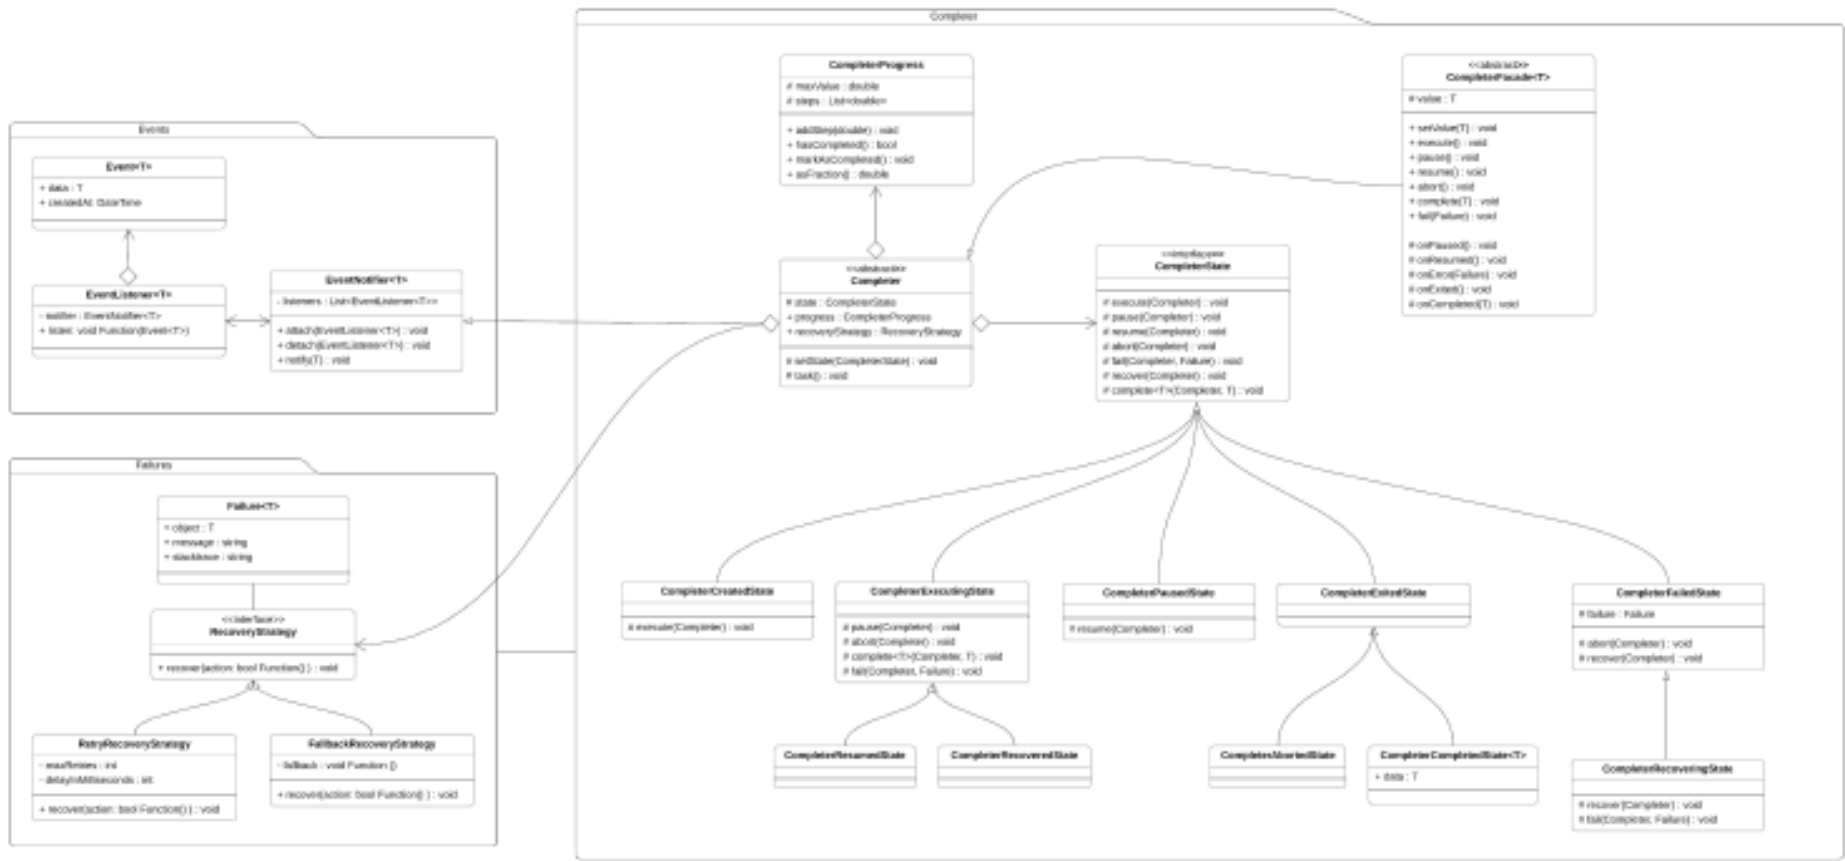 Completer
CompleterProgress
# maxValue : double
# steps : List<double>
+ addStep(double) : void
+ hasCompleted() : bool
+ markAsCompleted() : void
+ asFraction() : double
<<abstract>>
CompleterFacade<T>
# value : T
+ setValue(T) : void
+ execute() : void
+ pause() : void
+ resume() : void
+ abort() : void
+ complete(T) : void
+ fail(Failure) : void
# onPaused() : void
# onResumed() : void
# onError(Failure) : void
# onExited() : void
# onCompleted(T) : void
Events
Event<T>
+ data : T
+ createdAt: DateTime
EventListener<T>
- notifier : EventNotifier<T>
+ listen: void Function(Event<T>)
EventNotifier<T>
- listeners : List<EventListener<T>>
+ attach(EventListener<T>) : void
+ detach(EventListener<T>) : void
+ notify(T) : void
<<abstract>>
Completer
# state : CompleterState
+ progress : CompleterProgress
+ recoveryStrategy : RecoveryStrategy
# setState(CompleterState) : void
# task() : void
<<interface>>
CompleterState
# execute(Completer) : void
# pause(Completer) : void
# resume(Completer) : void
# abort(Completer) : void
# fail(Completer, Failure) : void
# recover(Completer) : void
# complete<T>(Completer, T) : void
Failures
Failure<T>
+ object : T
+ message : string
+ stacktrace : string
<<interface>>
RecoveryStrategy
+ recover(action: bool Function() ) : void
RetryRecoveryStrategy
- maxRetries : int
- delayInMilliseconds : int
+ recover(action: bool Function() ) : void
FallbackRecoveryStrategy
- fallback : void Function ()
+ recover(action: bool Function() ) : void
CompleterCreatedState
# execute(Completer) : void
CompleterExecutingState
# pause(Completer) : void
# abort(Completer) : void
# complete<T>(Completer, T) : void
# fail(Completer, Failure) : void
CompleterPausedState
# resume(Completer) : void
CompleterExitedState
CompleterFailedState
# failure : Failure
# abort(Completer) : void
# recover(Completer) : void
CompleterResumedState
CompleterRecoveredState
CompleterAbortedState
CompleterCompletedState<T>
+ data : T
CompleterRecoveringState
# recover(Completer) : void
# fail(Completer, Failure) : void